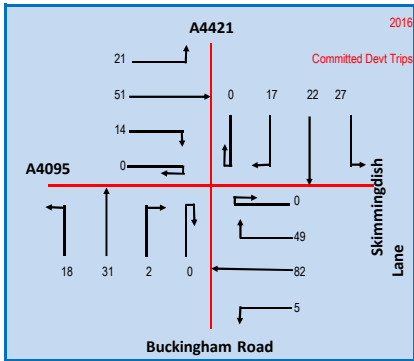 2016
A4421
Committed Devt Trips
21
51
0
17
22
27
14
0
A4095
0
Skimmingdish
Lane
49
18
31
2
0
82
5
Buckingham Road